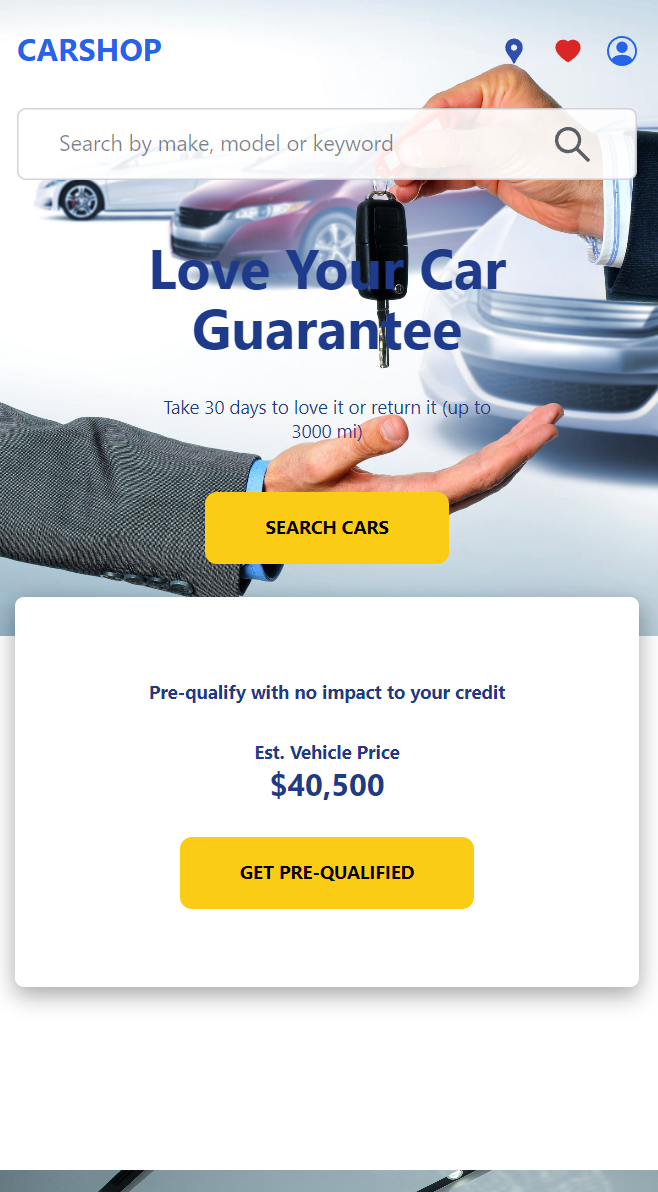 CARSHOP
Search by make, model or keyword
Love Your Car
Guarantee
Take 30 days to love it or return it (up to
3000 mi)
SEARCH CARS
Pre-qualify with no impact to your credit
Est. Vehicle Price
$40,500
GET PRE-QUALIFIED